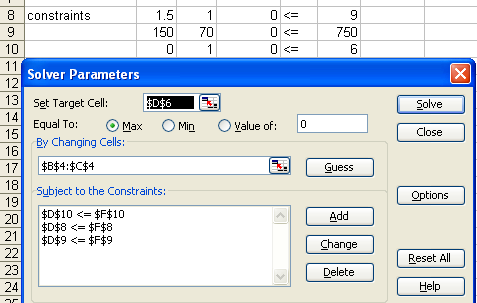 8 constraints 1.5 1 0 <= 9
9 150 70 0 <= 750
10 0 1 0 <= 6
11
12 Solver Parameters
13 Set Target Cell: $D$6 Solve
14 Equal To: Max Min Value of: 0 Close
15
16 By Changing Cells:
17 $B$4:$C$4 Guess
18
19 Subject to the Constraints: Options
20 $D$10 <= $F$10 Add
21 $D$8 <= $F$8
22 $D$9 <= $F$9 Change
23 Reset All
24 Delete Help